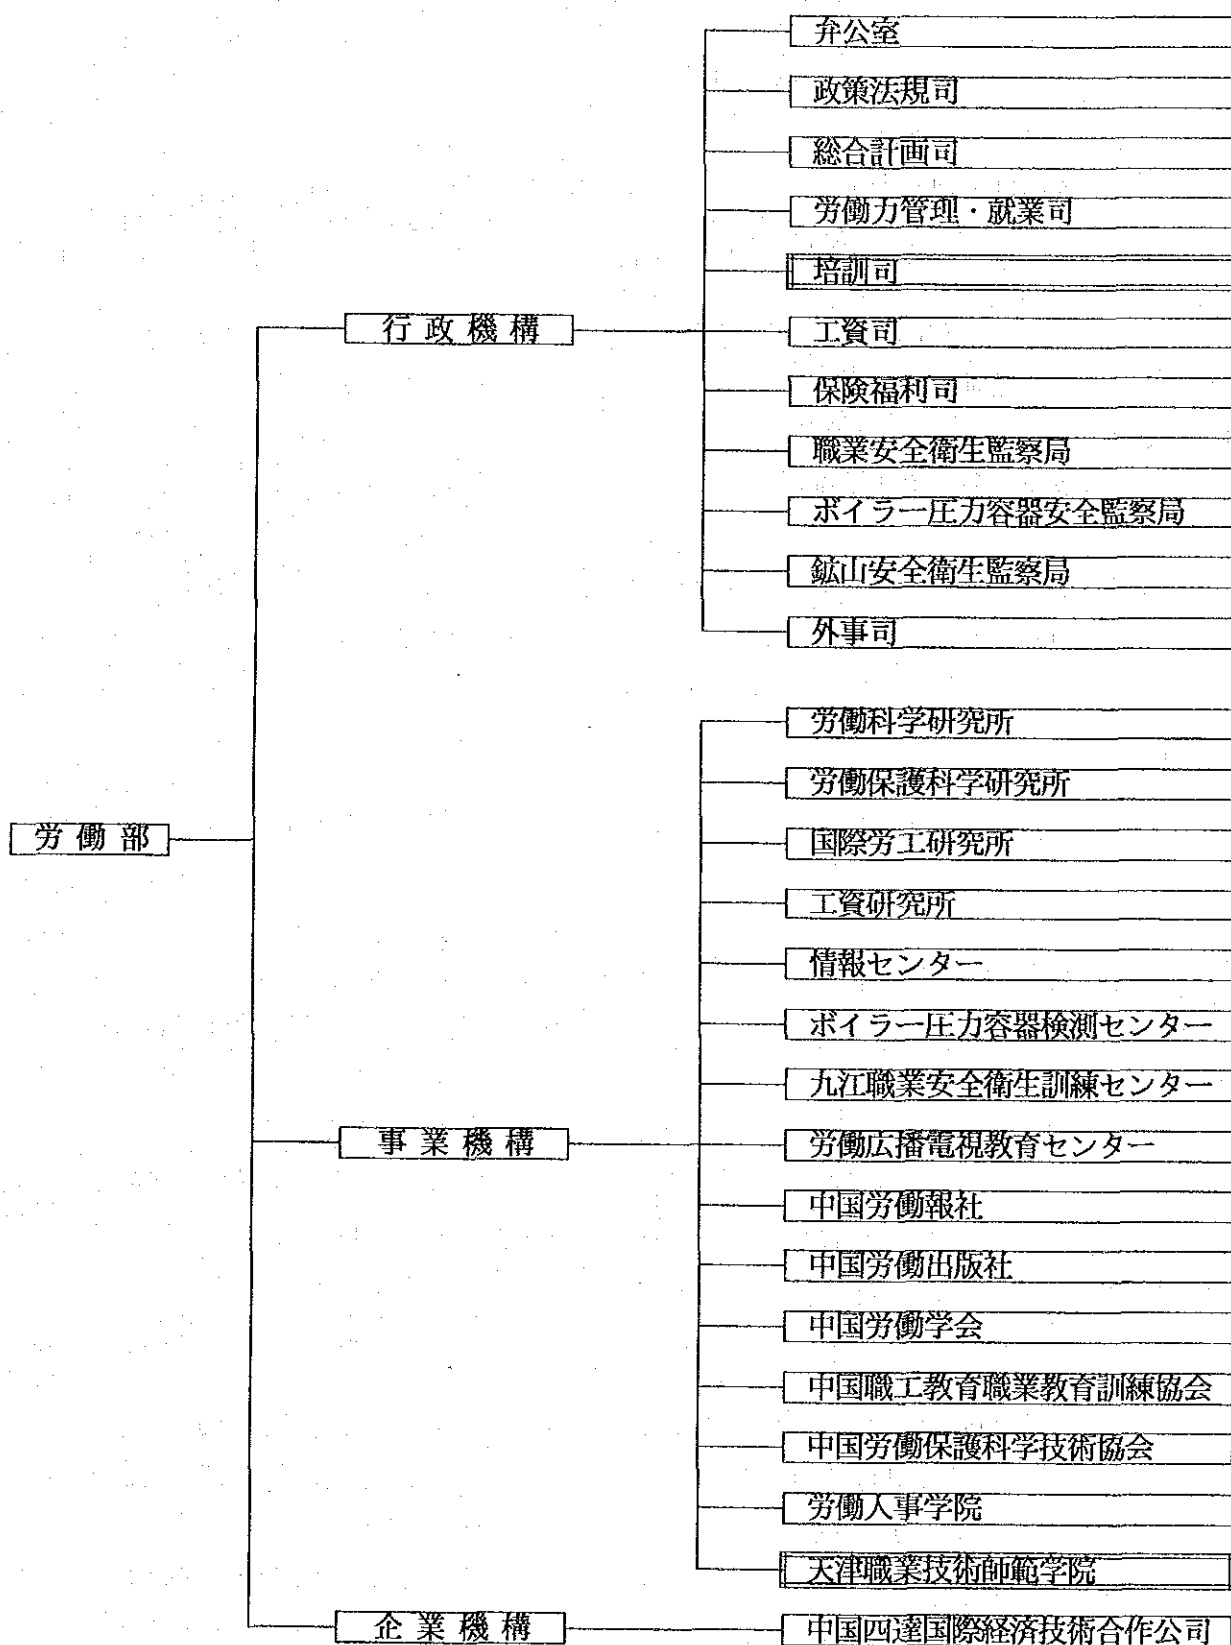 労働部
行政機構
弁公室
政策法規司
総合計画司
労働力管理・就業司
培訓司
工資司
保険福利司
職業安全衛生監察局
ボイラー圧力容器安全監察局
鉱山安全衛生監察局
外事司
事業機構
労働科学研究所
労働保護科学研究所
国際労工研究所
工資研究所
情報センター
ボイラー圧力容器検測センター
九江職業安全衛生訓練センター
労働広播電視教育センター
中国労働報社
中国労働出版社
中国労働学会
中国職工教育職業教育訓練協会
中国労働保護科学技術協会
労働人事学院
天津職業技術師範学院
企業機構
中国四達国際経済技術合作公司